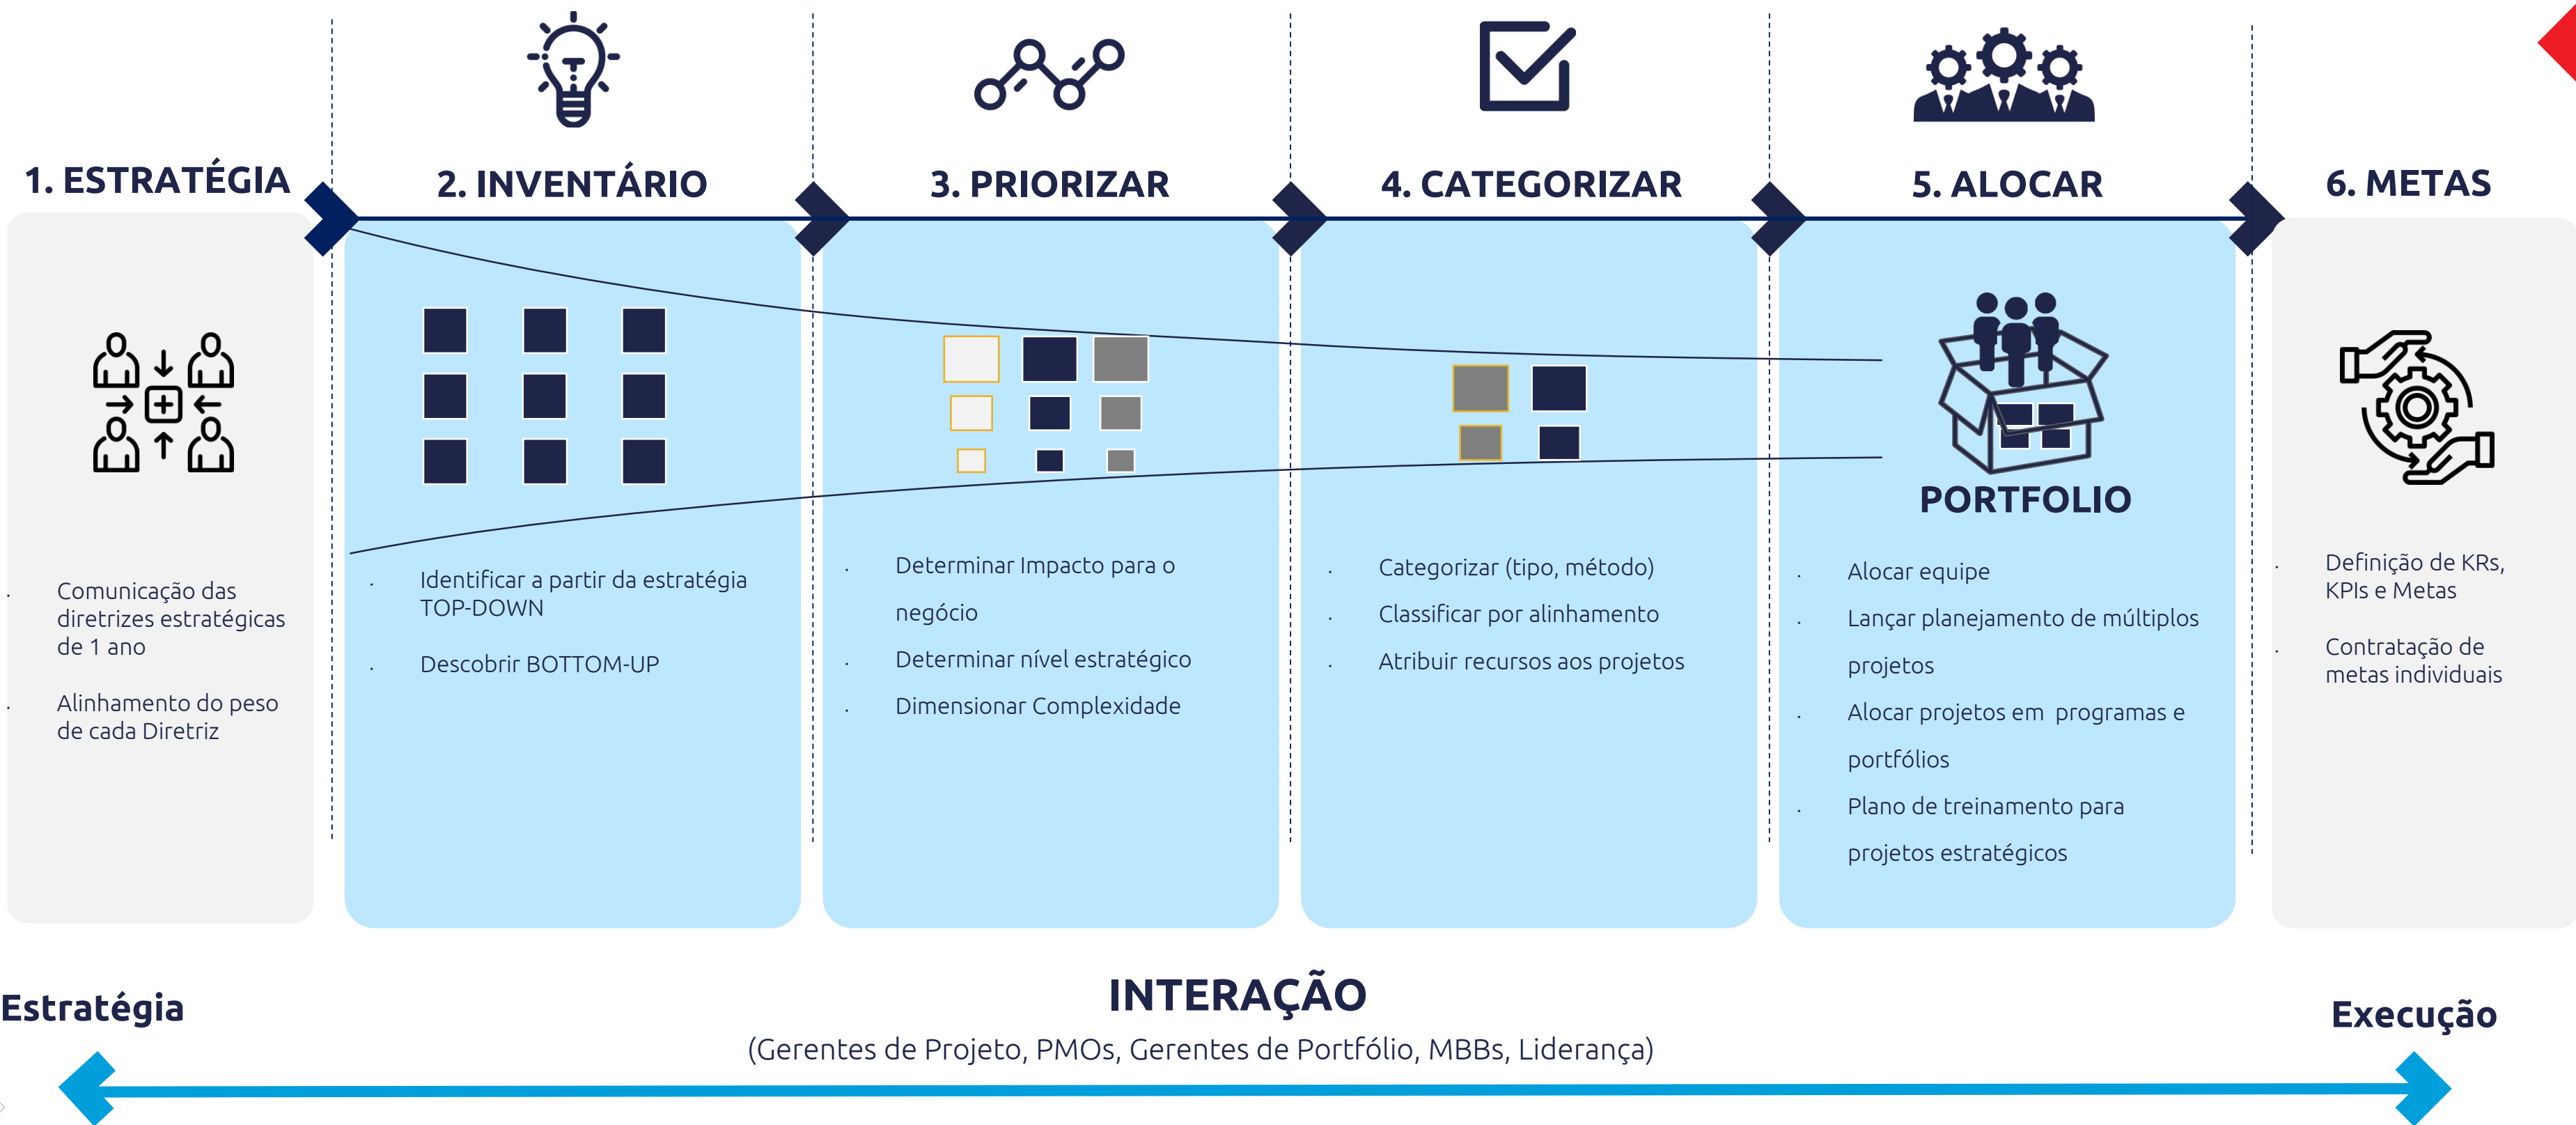 1. ESTRATÉGIA
2. INVENTÁRIO
3. PRIORIZAR
4. CATEGORIZAR
5. ALOCAR
6. METAS
Comunicação das
diretrizes estratégicas
de 1 ano
Alinhamento do peso
de cada Diretriz
Identificar a partir da estratégia
TOP-DOWN
Descobrir BOTTOM-UP
Determinar Impacto para o
negócio
Determinar nível estratégico
Dimensionar Complexidade
Categorizar (tipo, método)
Classificar por alinhamento
Atribuir recursos aos projetos
PORTFOLIO
Alocar equipe
Lançar planejamento de múltiplos
projetos
Alocar projetos em programas e
portfólios
Plano de treinamento para
projetos estratégicos
Definição de KRs,
KPIs e Metas
Contratação de
metas individuais
Estratégia
INTERAÇÃO
(Gerentes de Projeto, PMOs, Gerentes de Portfólio, MBBs, Liderança)
Execução